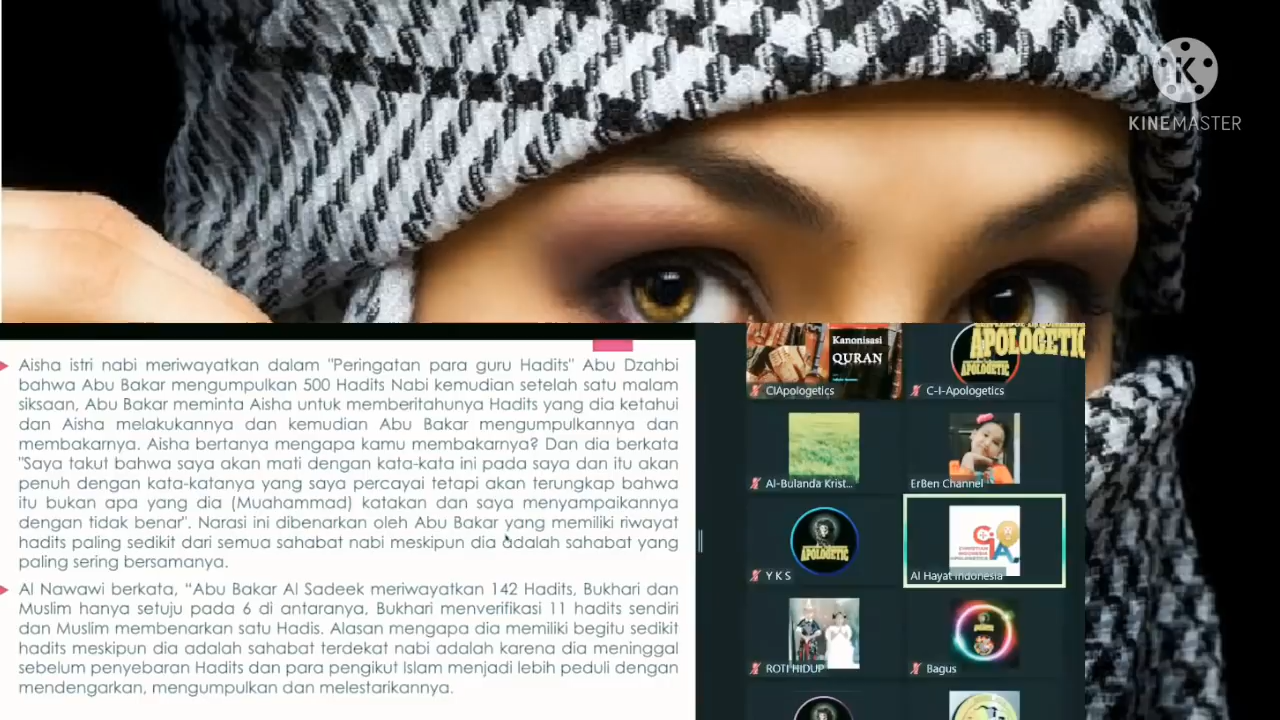 KINEMASTER
Aisha istri nabi meriwayatkan dalam "Peringatan para guru Hadits" Abu Dzahbi
bahwa Abu Bakar mengumpulkan 500 Hadits Nabi kemudian setelah satu malam
siksaan, Abu Bakar meminta Aisha untuk memberitahunya Hadits yang dia ketahui
dan Aisha melakukannya dan kemudian Abu Bakar mengumpulkannya dan
membakarnya. Aisha bertanya mengapa kamu membakarnya? Dan dia berkata
"Saya takut bahwa saya akan mati dengan kata-kata ini pada saya dan itu akan
penuh dengan kata-katanya yang saya percayai tetapi akan terungkap bahwa
itu bukan apa yang dia (Muahammad) katakan dan saya menyampaikannya
dengan tidak benar". Narasi ini dibenarkan oleh Abu Bakar yang memiliki riwayat
hadits paling sedikit dari semua sahabat nabi meskipun dia adalah sahabat yang
paling sering bersamanya.
Al Nawawi berkata, “Abu Bakar Al Sadeek meriwayatkan 142 Hadits, Bukhari dan
Muslim hanya setuju pada 6 di antaranya, Bukhari menverifikasi 11 hadits sendiri
dan Muslim membenarkan satu Hadis. Alasan mengapa dia memiliki begitu sedikit
hadits meskipun dia adalah sahabat terdekat nabi adalah karena dia meninggal
sebelum penyebaran Hadits dan para pengikut Islam menjadi lebih peduli dengan
mendengarkan, mengumpulkan dan melestarikannya.
Kanonisasi
QURAN
CIApologetics
APOLOGETIC
APOLOGETIC
C-I-Apologetics
Al-Bulanda Krist...
ErBen Channel
APOLOGETIC
Y K S
CIA
Al Hayat Indonesia
ROTI HIDUP
Bagus